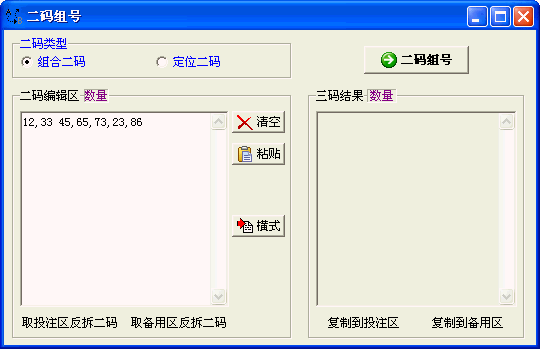 二码组号
二码类型
组合二码
定位二码
二码组号
二码编辑区 数量
12,33 45,65,73,23,86
清空
粘贴
横式
取投注区反拆二码
取备用区反拆二码
三码结果 数量
复制到投注区
复制到备用区